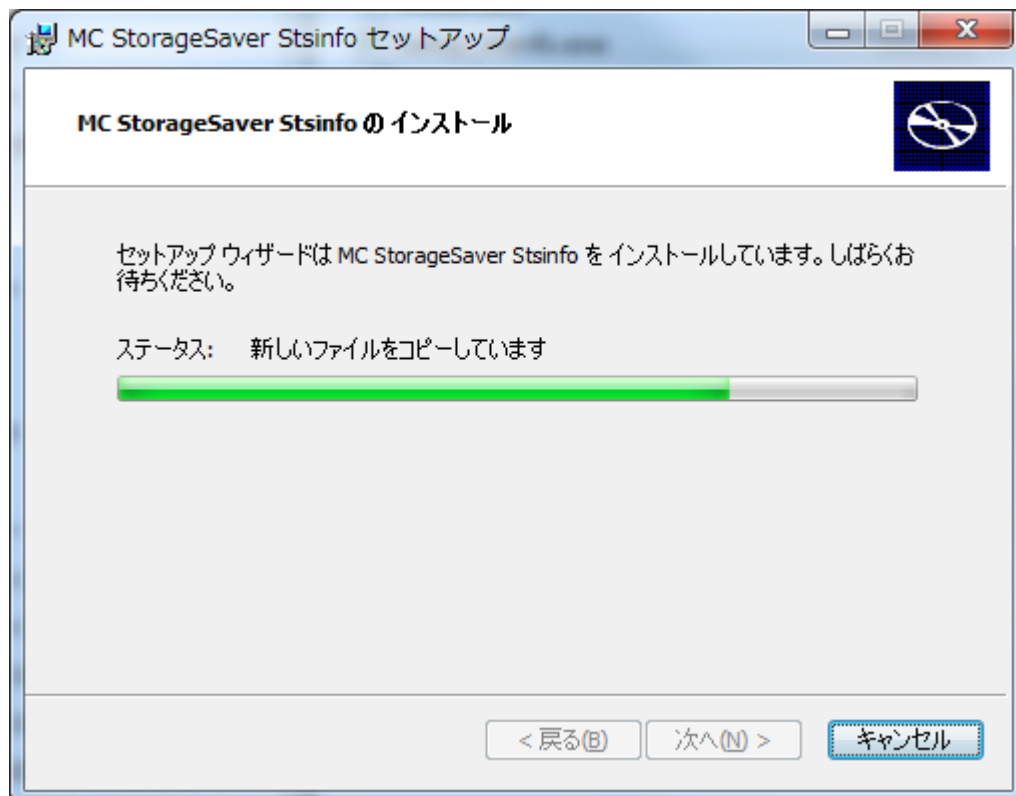 MC StorageSaver Stsinfo セットアップ
MC StorageSaver Stsinfo の インストール
セットアップ ウィザードは MC StorageSaver Stsinfo を インストールしています。しばらくお
待ちください。
ステータス: 新しいファイルをコピーしています
< 戻る(B) 次へ(N) > キャンセル